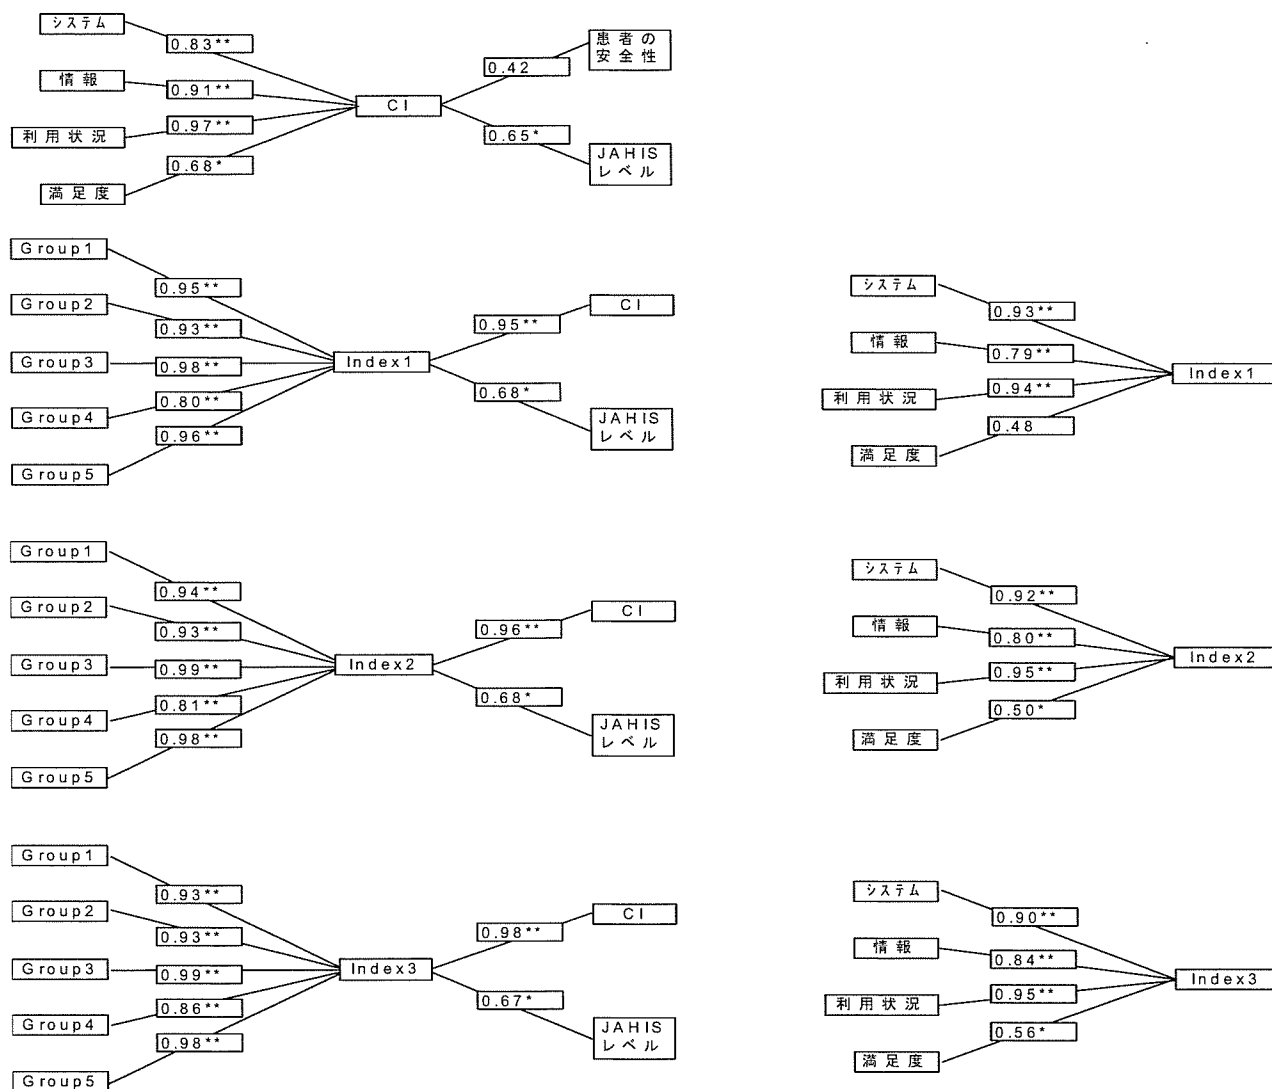 システム
0.83**
患者の
安全性
0.42
情報
0.91**
CI
利用状況
0.97**
0.65*
JAHIS
レベル
満足度
0.68*
Group1
0.95**
Group2
0.93**
Group3
0.98**
Index1
Group4
0.80**
Group5
0.96**
CI
0.95**
0.68*
JAHIS
レベル
システム
0.93**
情報
0.79**
Index1
利用状況
0.94**
満足度
0.48
Group1
0.94**
Group2
0.93**
Group3
0.99**
Index2
Group4
0.81**
Group5
0.98**
CI
0.96**
0.68*
JAHIS
レベル
システム
0.92**
情報
0.80**
Index2
利用状況
0.95**
満足度
0.50*
Group1
0.93**
Group2
0.93**
Group3
0.99**
Index3
Group4
0.86**
Group5
0.98**
CI
0.98**
0.67*
JAHIS
レベル
システム
0.90**
情報
0.84**
Index3
利用状況
0.95**
満足度
0.56*